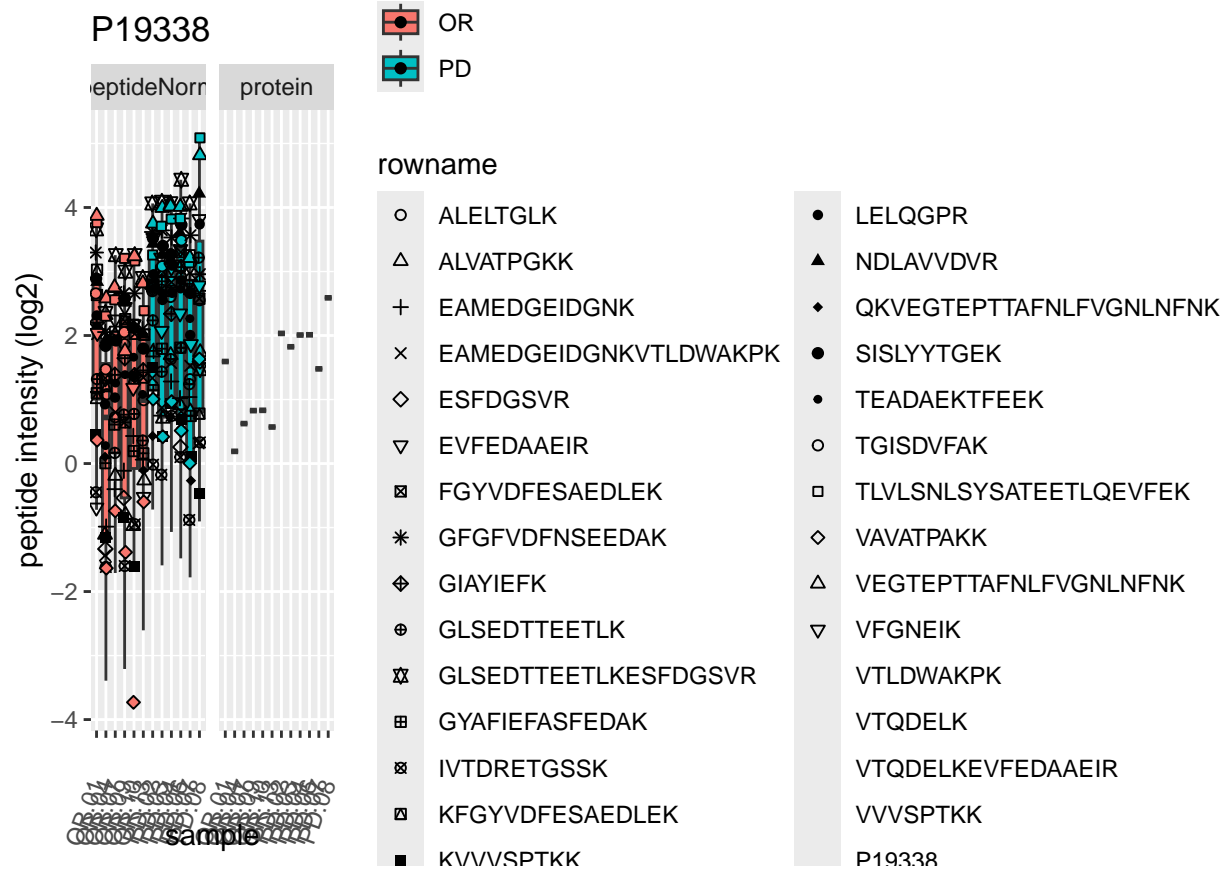 P19338
OR
PD
eptideNorn
protein
peptide intensity (log2)
4
2
0
−2
−4
sample
rowname
ALELTGLK
ALVATPGKK
EAMEDGEIDGNK
EAMEDGEIDGNKVTLDWAKPK
ESFDGSVR
EVFEDAAEIR
FGYVDFESAEDLEK
GFGFVDFNSEEDAK
GIAYIEFK
GLSEDTTEETLK
GLSEDTTEETLKESFDGSVR
GYAFIEFASFEDAK
IVTDRETGSSK
KFGYVDFESAEDLEK
KVVVSPTKK
LELQGPR
NDLAVVDVR
QKVEGTEPTTAFNLFVGNLNFNK
SISLYYTGEK
TEADAEKTFEEK
TGISDVFAK
TLVLSNLSYSATEETLQEVFEK
VAVATPAKK
VEGTEPTTAFNLFVGNLNFNK
VFGNEIK
VTLDWAKPK
VTQDELK
VTQDELKEVFEDAAEIR
VVVSPTKK
P19338